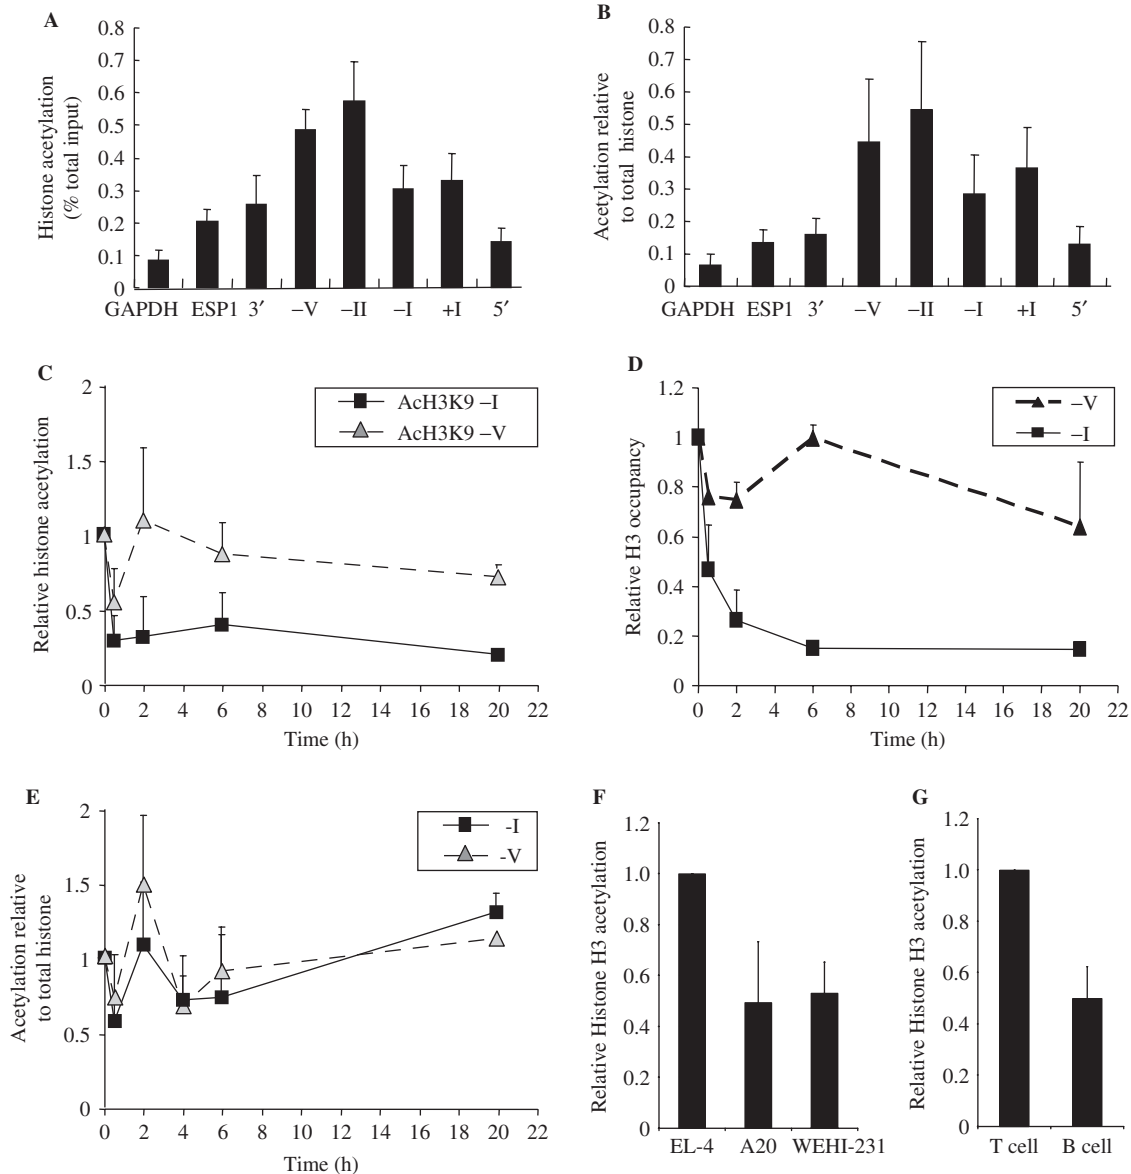 A
Histone acetylation
(% total input)
0.8
0.7
0.6
0.5
0.4
0.3
0.2
0.1
0
GAPDH ESP1 3′ −V −II −I +I 5′
B
Acetylation relative
to total histone
0.8
0.7
0.6
0.5
0.4
0.3
0.2
0.1
0
GAPDH ESP1 3′ −V −II −I +I 5′
C
Relative histone acetylation
2
1.5
1
0.5
0
AcH3K9 −I
AcH3K9 −V
0 2 4 6 8 10 12 14 16 18 20 22
Time (h)
D
Relative H3 occupancy
1.2
1
0.8
0.6
0.4
0.2
0
−V
−I
0 2 4 6 8 10 12 14 16 18 20 22
Time (h)
E
Acetylation relative
to total histone
2
1.5
1
0.5
0
-I
-V
0 2 4 6 8 10 12 14 16 18 20 22
Time (h)
F
Relative Histone H3 acetylation
1.2
1.0
0.8
0.6
0.4
0.2
0
EL-4 A20 WEHI-231
G
Relative Histone H3 acetylation
1.2
1.0
0.8
0.6
0.4
0.2
0
T cell B cell